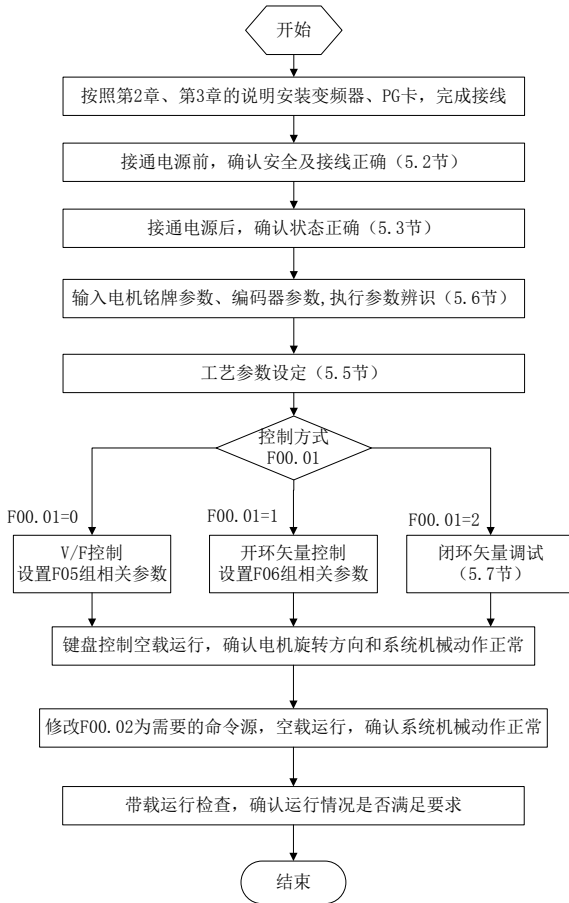 开始
按照第2章、第3章的说明安装变频器、PG卡，完成接线
接通电源前，确认安全及接线正确（5.2节）
接通电源后，确认状态正确（5.3节）
输入电机铭牌参数、编码器参数,执行参数辨识（5.6节）
工艺参数设定（5.5节）
控制方式
F00.01
F00.01=0
F00.01=1
F00.01=2
V/F控制
设置F05组相关参数
开环矢量控制
设置F06组相关参数
闭环矢量调试
（5.7节）
键盘控制空载运行，确认电机旋转方向和系统机械动作正常
修改F00.02为需要的命令源，空载运行，确认系统机械动作正常
带载运行检查，确认运行情况是否满足要求
结束